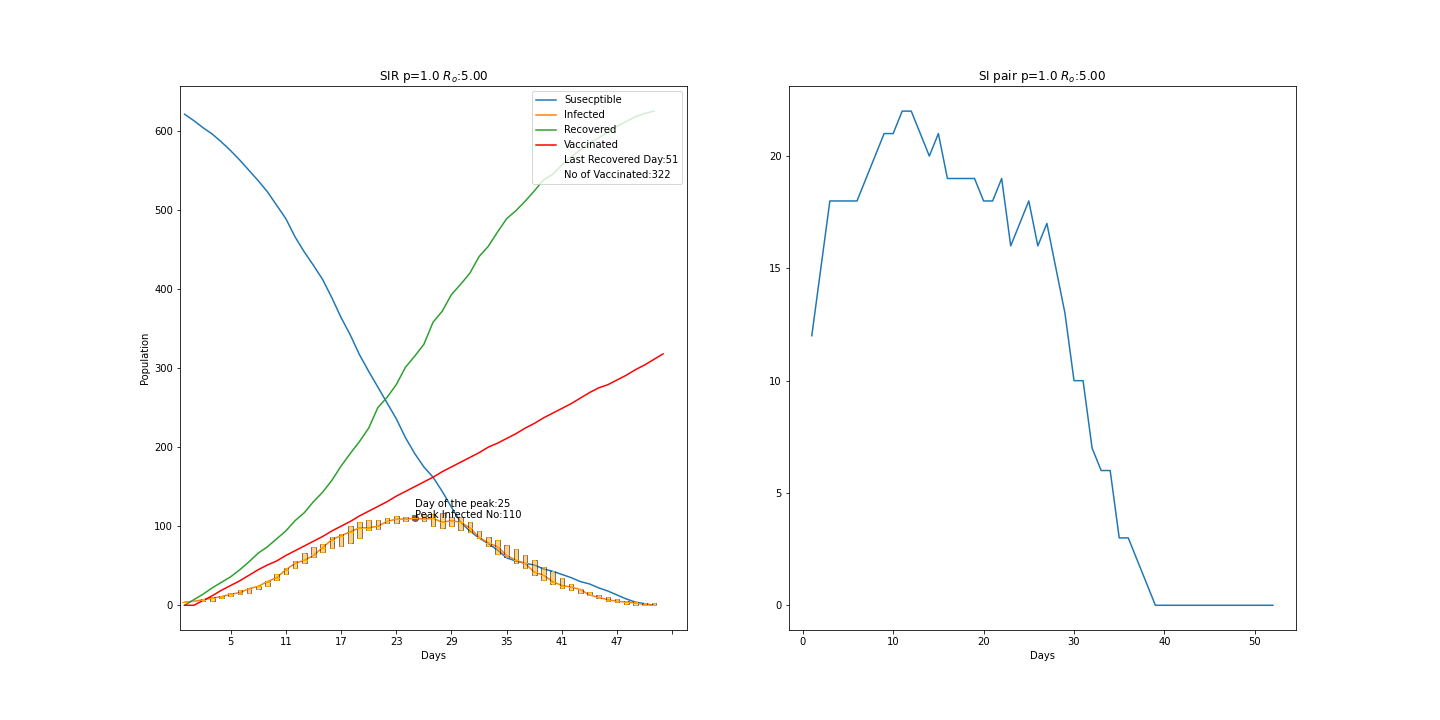 SIR p=1.0 Rₒ:5.00
Population
600
500
400
300
200
100
0
Susecptible
Infected
Recovered
Vaccinated
Last Recovered Day:51
No of Vaccinated:322
Day of the peak:25
Peak Infected No:110
5 11 17 23 29 35 41 47
Days
SI pair p=1.0 Rₒ:5.00
20
15
10
5
0
0 10 20 30 40 50
Days